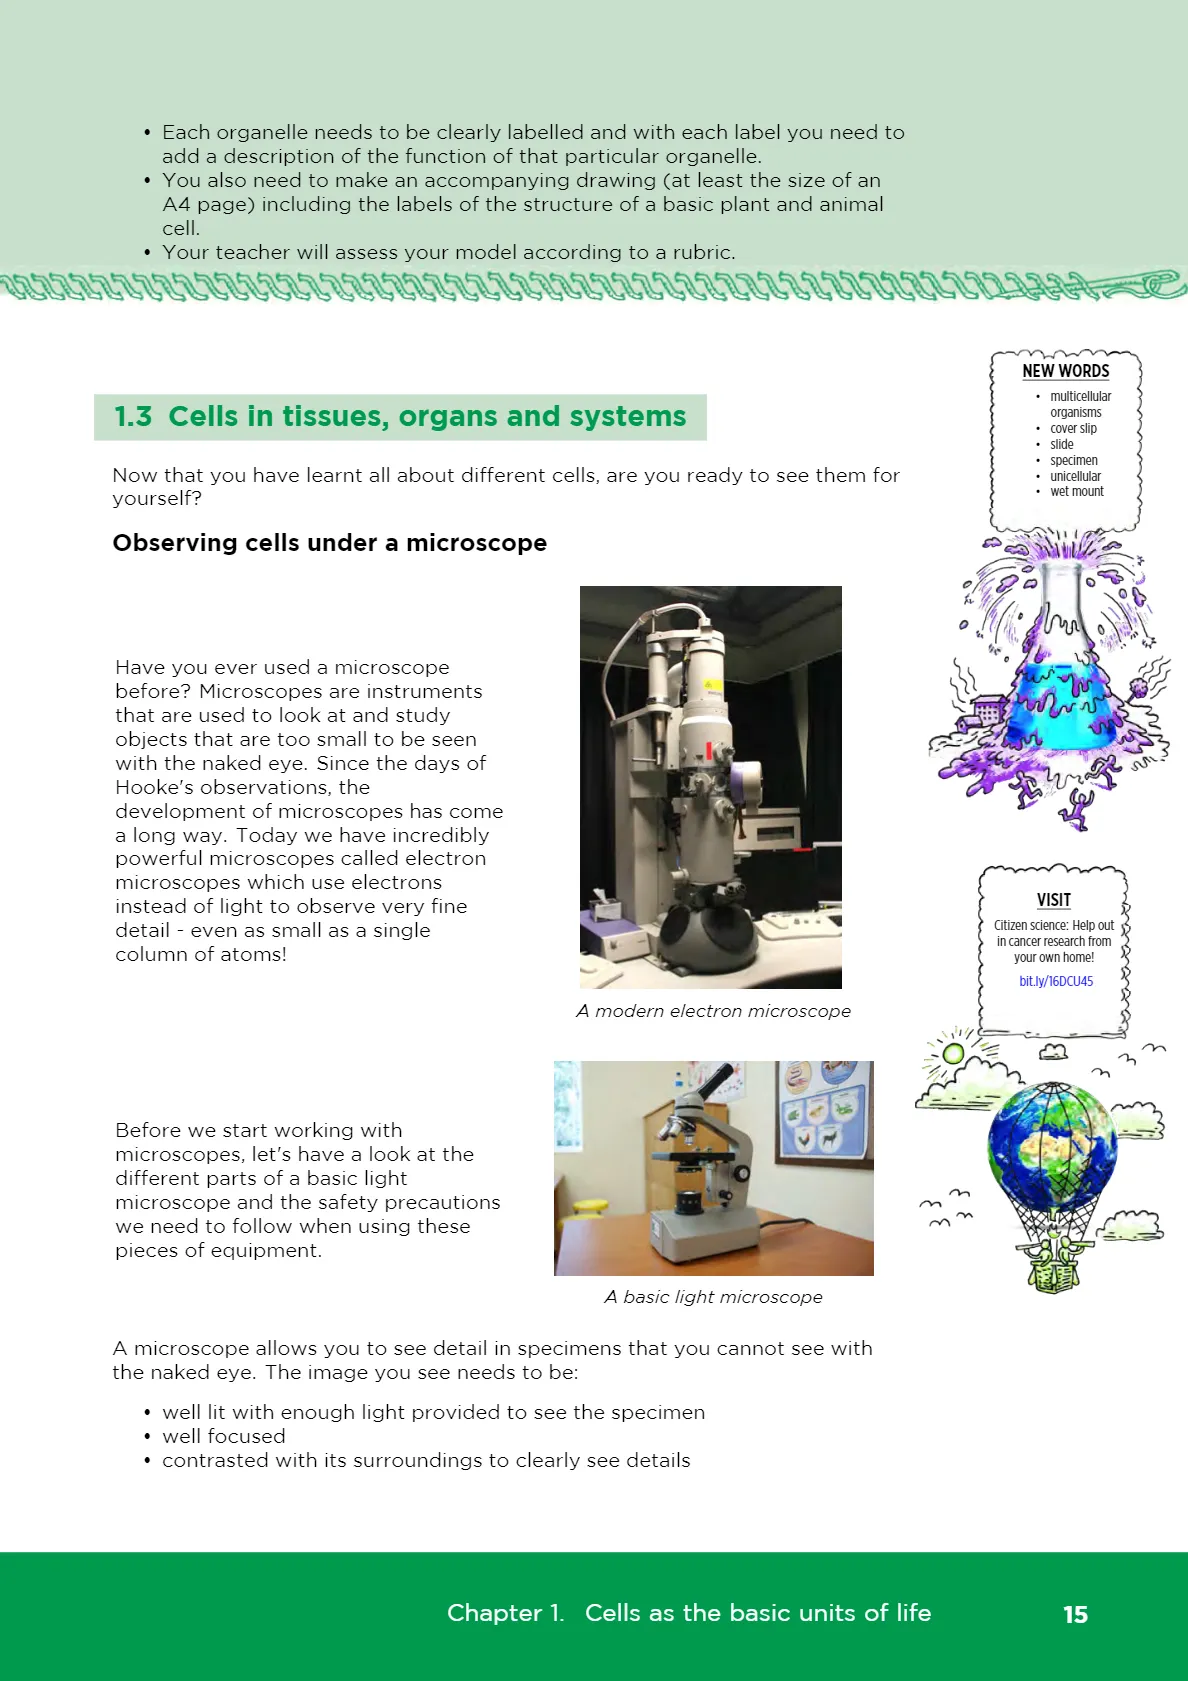 • Each organelle needs to be clearly labelled and with each label you need to
add a description of the function of that particular organelle.
• You also need to make an accompanying drawing (at least the size of an
A4 page) including the labels of the structure of a basic plant and animal
cell.
• Your teacher will assess your model according to a rubric.
1.3 Cells in tissues, organs and systems
Now that you have learnt all about different cells, are you ready to see them for
yourself?
Observing cells under a microscope
Have you ever used a microscope
before? Microscopes are instruments
that are used to look at and study
objects that are too small to be seen
with the naked eye. Since the days of
Hooke's observations, the
development of microscopes has come
a long way. Today we have incredibly
powerful microscopes called electron
microscopes which use electrons
instead of light to observe very fine
detail - even as small as a single
column of atoms!
A modern electron microscope
Before we start working with
microscopes, let's have a look at the
different parts of a basic light
microscope and the safety precautions
we need to follow when using these
pieces of equipment.
A basic light microscope
A microscope allows you to see detail in specimens that you cannot see with
the naked eye. The image you see needs to be:
• well lit with enough light provided to see the specimen
• well focused
• contrasted with its surroundings to clearly see details
NEW WORDS
• multicellular
organisms
• cover slip
• slide
• specimen
• unicellular
• wet mount
VISIT
Citizen science: Help out
in cancer research from
your own home!
bit.ly/16DCU45
Chapter 1. Cells as the basic units of life
15